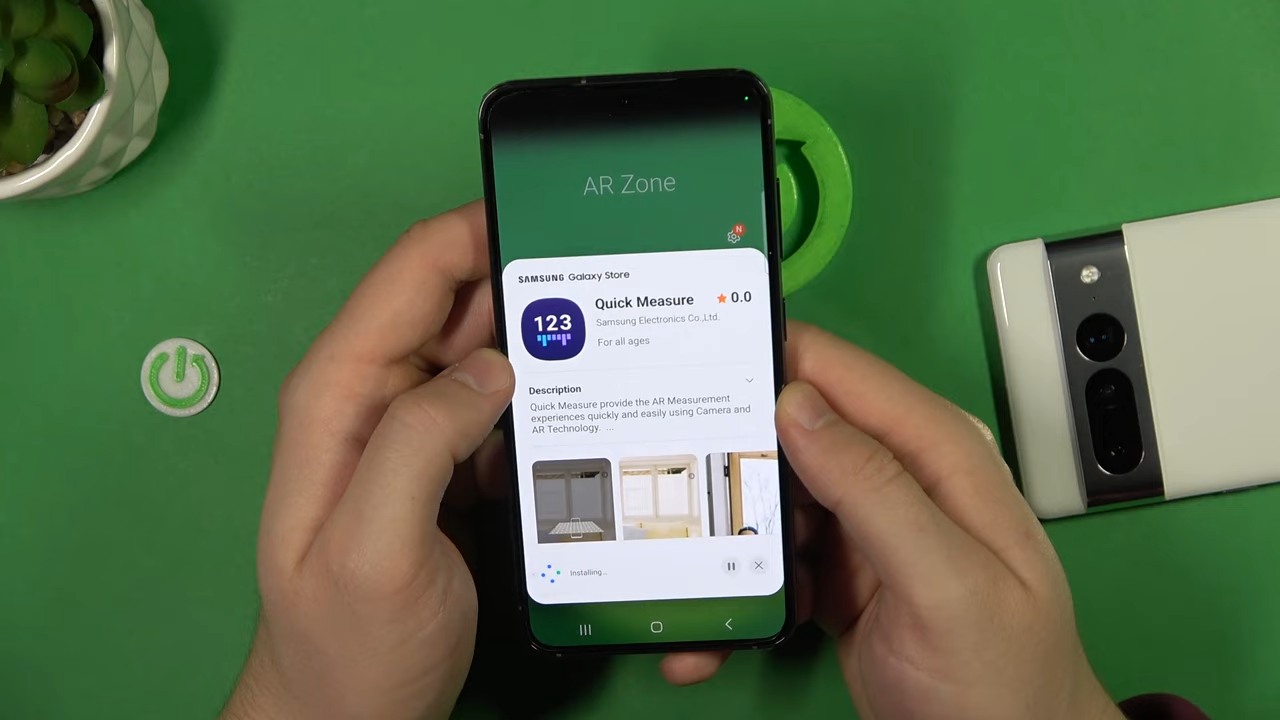 AR Zone
N
SAMSUNG Galaxy Store
Quick Measure ★ 0.0
Samsung Electronics Co.,Ltd.
For all ages
123
Description
Quick Measure provide the AR Measurement
experiences quickly and easily using Camera and
AR Technology. ...
Installing...